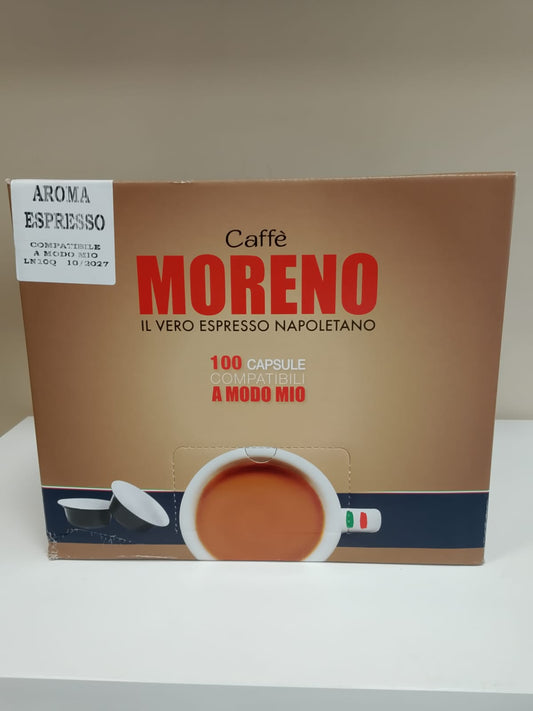 AROMA
ESPRESSO
COMPATIBILE
A MODO MIO
LN10Q 10/2027
Caffè
MORENO
IL VERO ESPRESSO NAPOLETANO
100 CAPSULE
COMPATIBILI
A MODO MIO